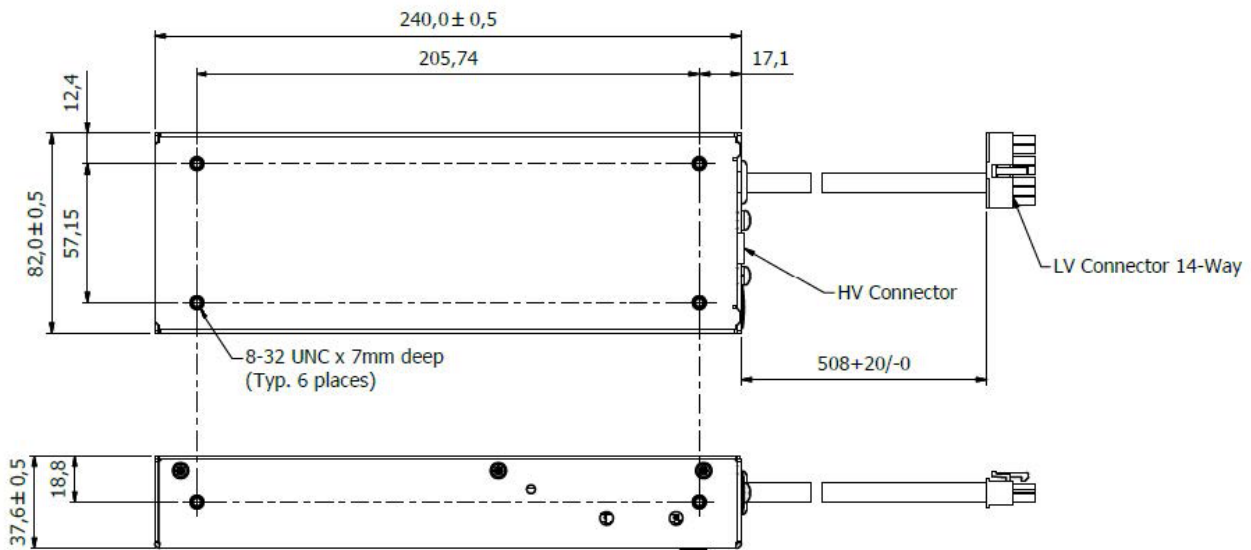 240,0± 0,5
205,74
17,1
12,4
82,0± 0,5
57,15
LV Connector 14-Way
HV Connector
8-32 UNC x 7mm deep
(Typ. 6 places)
508+20/-0
37,6± 0,5
18,8